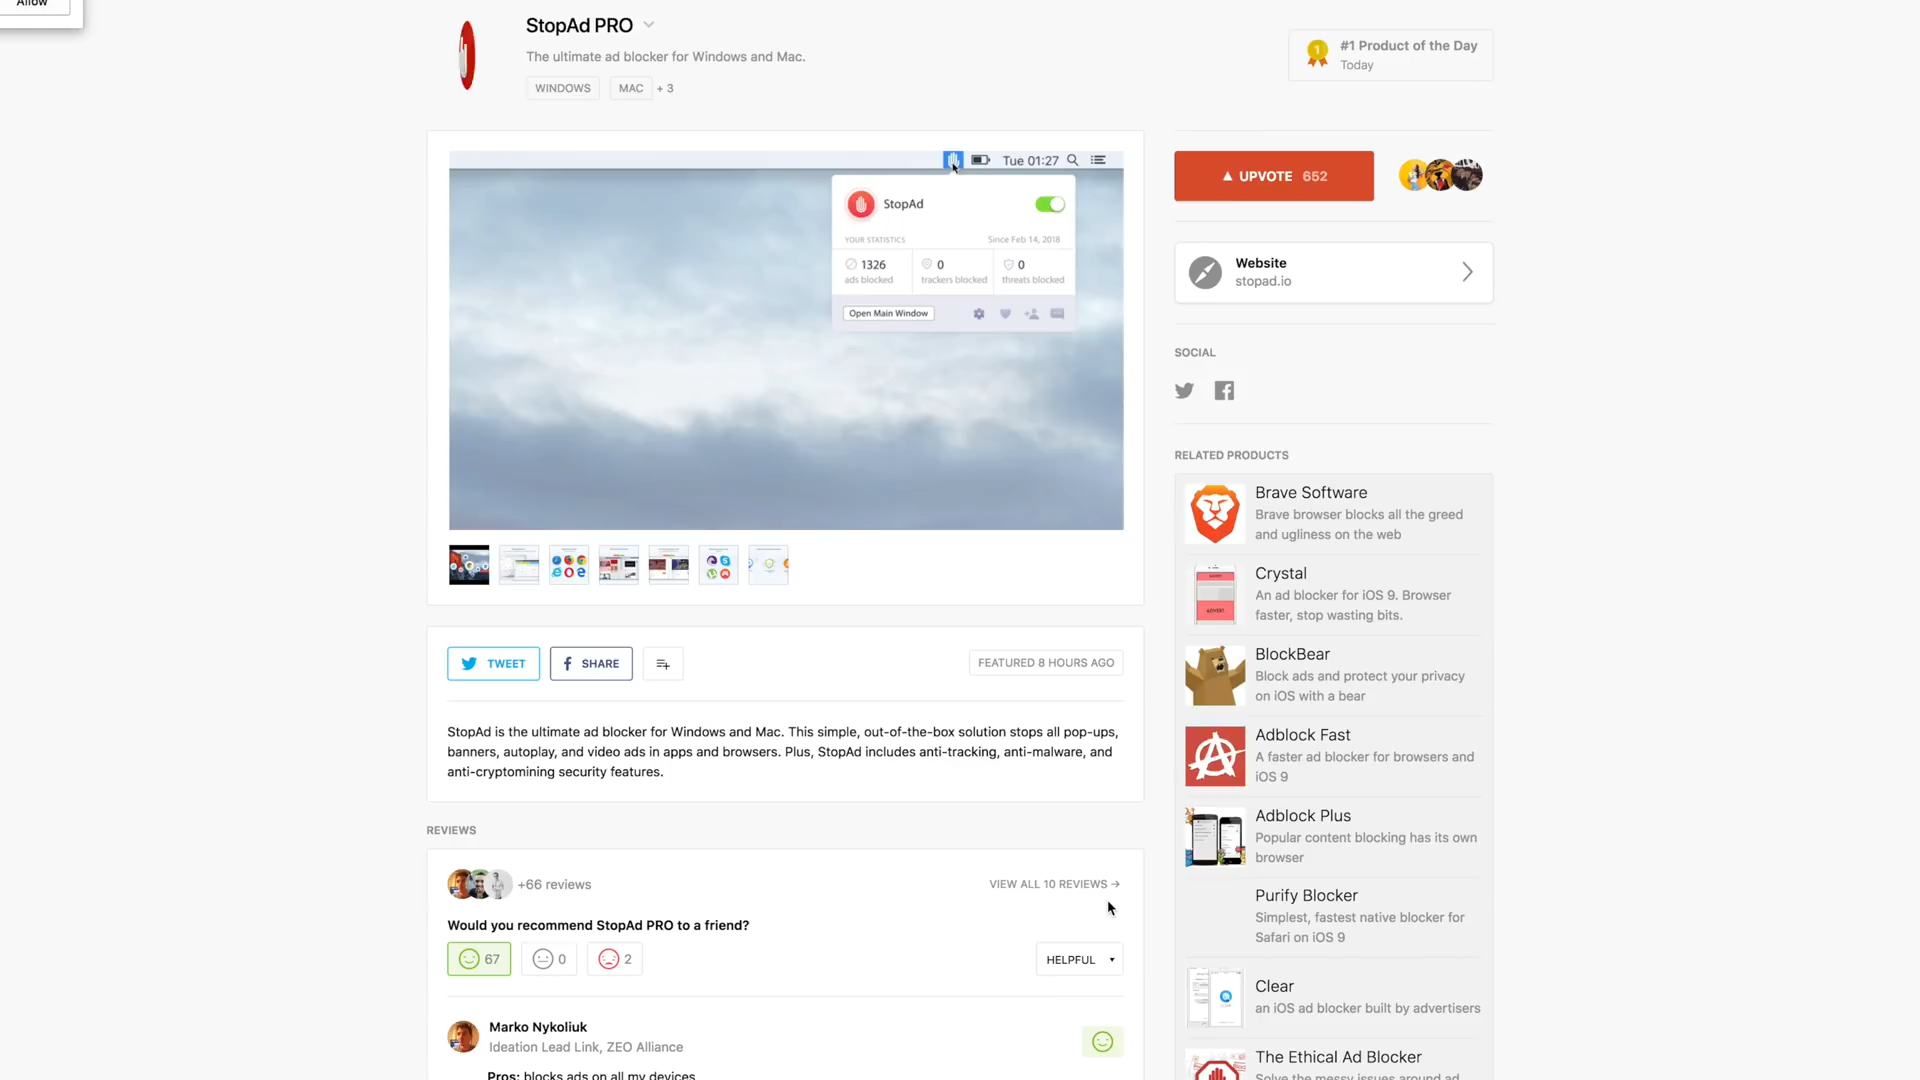 Allow
StopAd PRO
The ultimate ad blocker for Windows and Mac.
WINDOWS MAC + 3
1
#1 Product of the Day
Today
Tue 01:27
StopAd
YOUR STATISTICS Since Feb 14, 2018
1326 0 0
ads blocked trackers blocked threats blocked
Open Main Window
TWEET SHARE FEATURED 8 HOURS AGO
StopAd is the ultimate ad blocker for Windows and Mac. This simple, out-of-the-box solution stops all pop-ups,
banners, autoplay, and video ads in apps and browsers. Plus, StopAd includes anti-tracking, anti-malware, and
anti-cryptomining security features.
REVIEWS
+66 reviews VIEW ALL 10 REVIEWS →
Would you recommend StopAd PRO to a friend?
67 0 2 HELPFUL
Marko Nykoliuk
Ideation Lead Link, ZEO Alliance
Pros: blocks ads on all my devices
UPVOTE 652
Website
stopad.io
SOCIAL
RELATED PRODUCTS
Brave Software
Brave browser blocks all the greed
and ugliness on the web
Crystal
An ad blocker for iOS 9. Browser
faster, stop wasting bits.
ADVERT
BlockBear
Block ads and protect your privacy
on iOS with a bear
Adblock Fast
A faster ad blocker for browsers and
iOS 9
Adblock Plus
Popular content blocking has its own
browser
Purify Blocker
Simplest, fastest native blocker for
Safari on iOS 9
Clear
an iOS ad blocker built by advertisers
The Ethical Ad Blocker
Solve the messy issues around ad